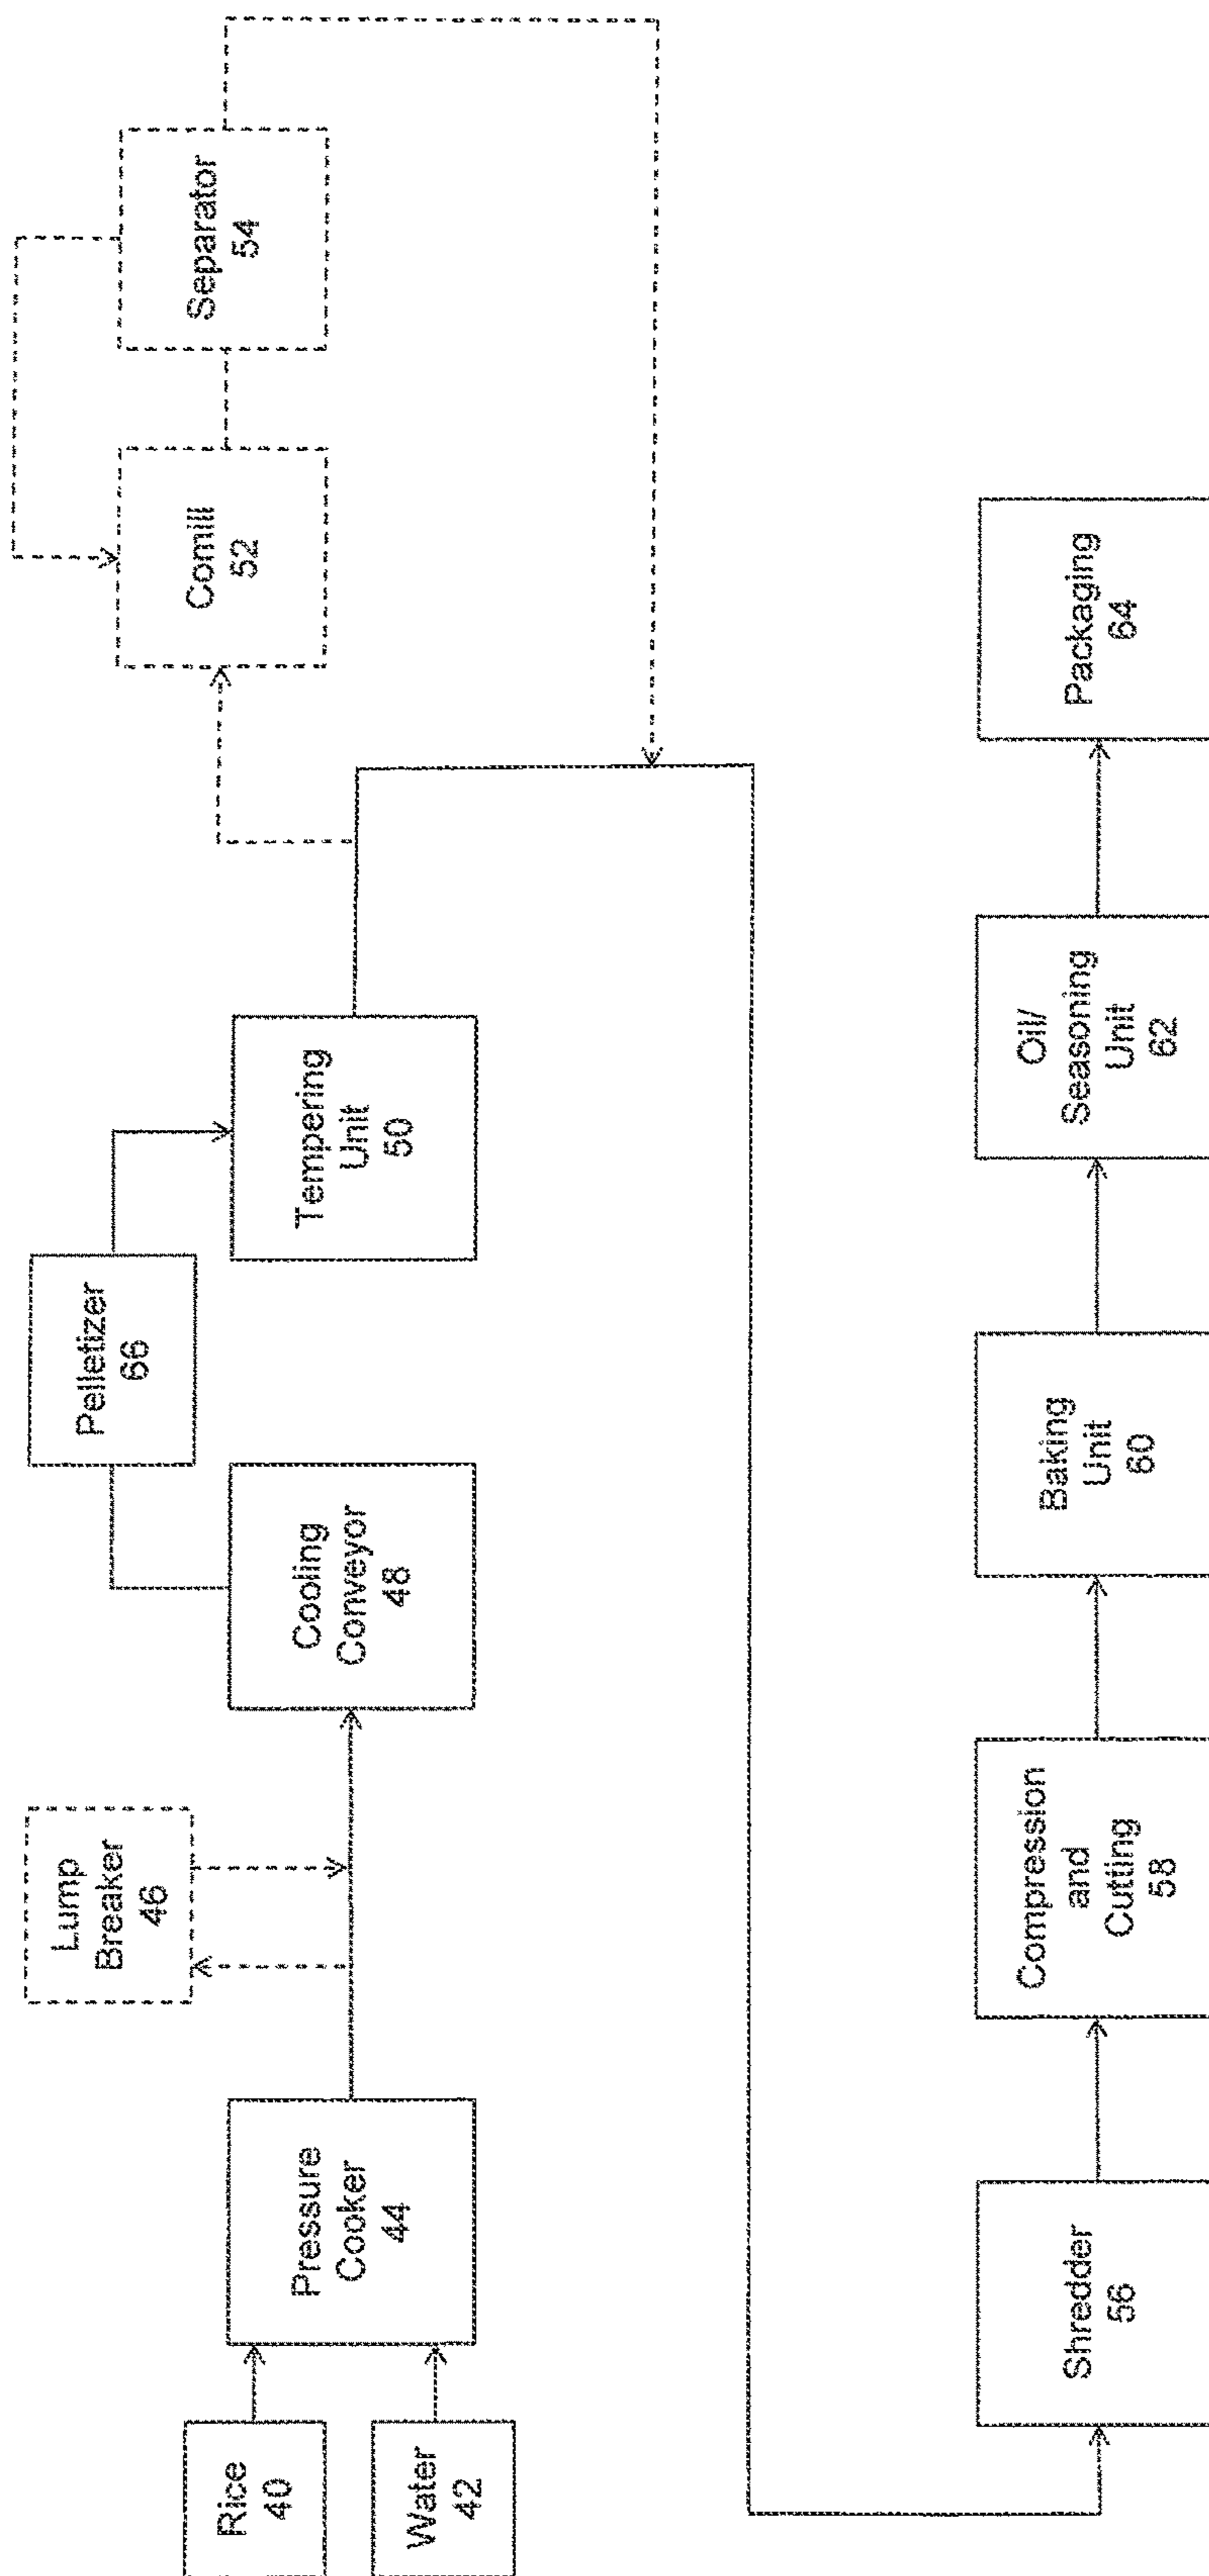 Rice
40
Water
42
Pressure
Cooker
44
Lump
Breaker
46
Cooling
Conveyor
48
Pelletizer
66
Tempering
Unit
50
Comill
52
Separator
54
Shredder
56
Compression
and
Cutting
58
Baking
Unit
60
Oil/
Seasoning
Unit
62
Packaging
64